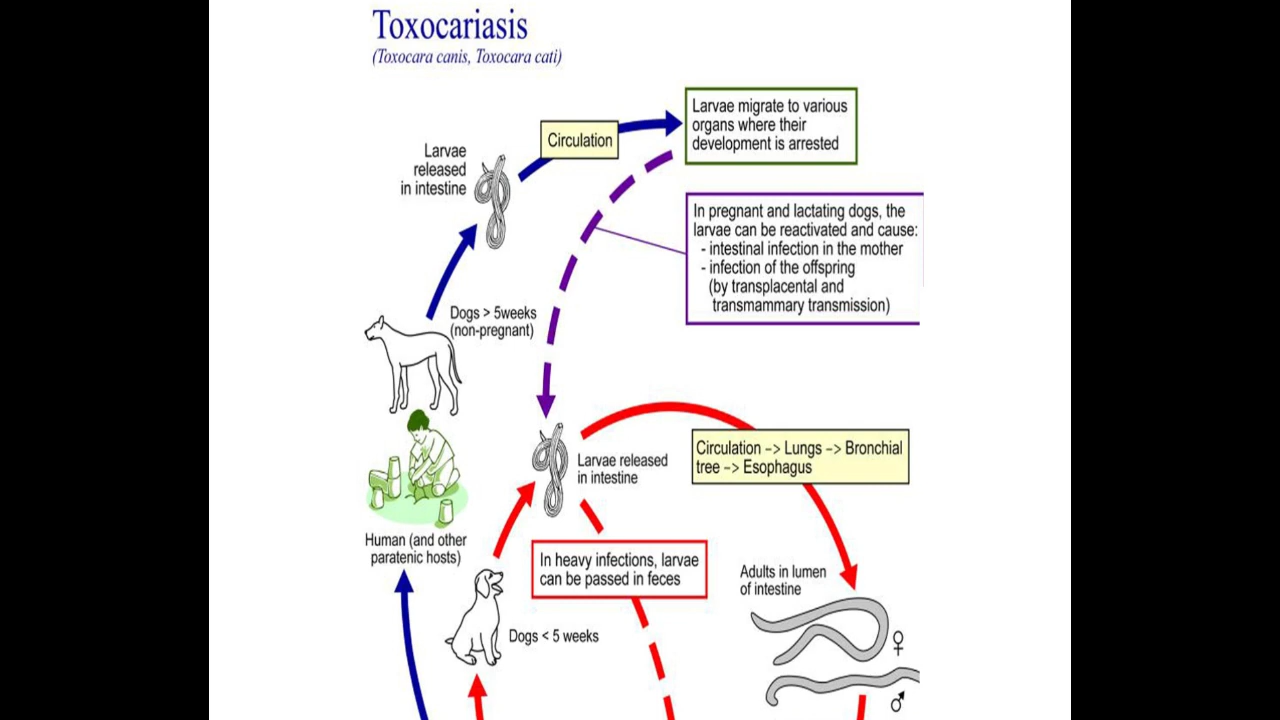 Toxocariasis
(Toxocara canis, Toxocara cati)
Larvae migrate to various
organs where their
development is arrested
Circulation
Larvae
released
in intestine
In pregnant and lactating dogs, the
larvae can be reactivated and cause:
- intestinal infection in the mother
- infection of the offspring
(by transplacental and
transmammary transmission)
Dogs > 5weeks
(non-pregnant)
Circulation –> Lungs –> Bronchial
tree –> Esophagus
Larvae released
in intestine
Human (and other
paratenic hosts)
In heavy infections, larvae
can be passed in feces
Adults in lumen
of intestine
Dogs < 5 weeks
♀
♂